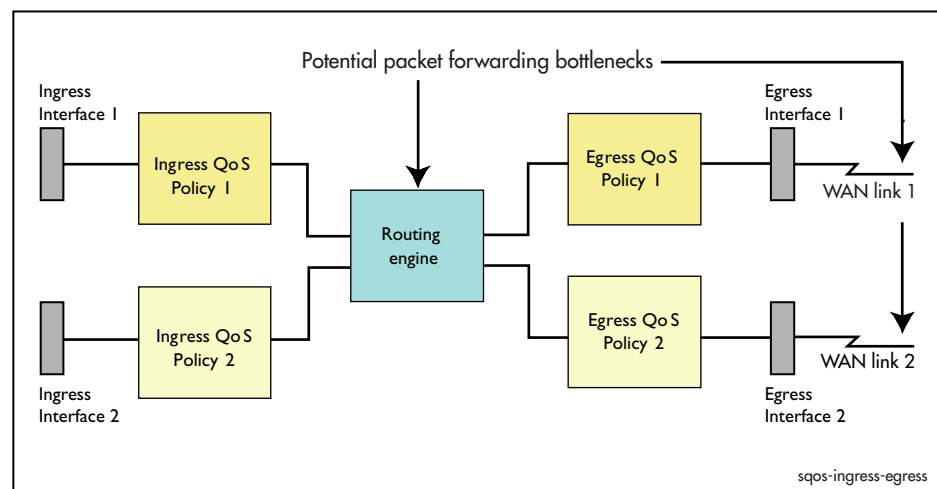 Potential packet forwarding bottlenecks
Ingress
Interface 1
Egress
Interface 1
Ingress QoS
Policy 1
Egress QoS
Policy 1
WAN link 1
Routing
engine
Ingress QoS
Policy 2
Egress QoS
Policy 2
WAN link 2
Ingress
Interface 2
Egress
Interface 2
sqos-ingress-egress